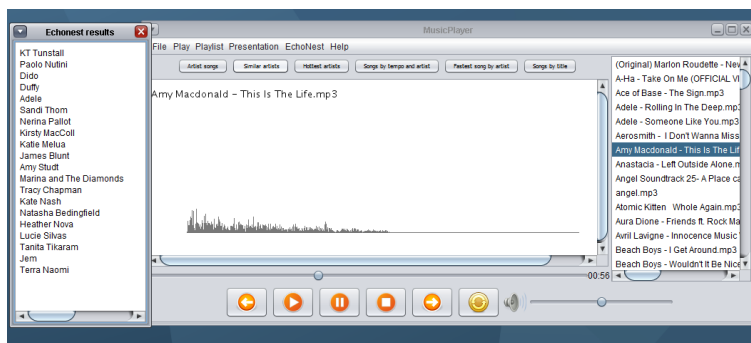 Echonest results
KT Tunstall
Paolo Nutini
Dido
Duffy
Adele
Sandi Thom
Nerina Pallot
Kirsty MacColl
Katie Melua
James Blunt
Amy Studt
Marina and The Diamonds
Tracy Chapman
Kate Nash
Natasha Bedingfield
Heather Nova
Lucie Silvas
Tanita Tikaram
Jem
Terra Naomi
MusicPlayer
File Play Playlist Presentation EchoNest Help
Artist songs Similar artists Hottest artists Songs by tempo and artist Fastest song by artist Songs by title
Amy Macdonald - This Is The Life.mp3
00:56
(Original) Marlon Roudette - New
A-Ha - Take On Me (OFFICIAL VI
Ace of Base - The Sign.mp3
Adele - Rolling In The Deep.mp3
Adele - Someone Like You.mp3
Aerosmith - I Don't Wanna Miss
Amy Macdonald - This Is The Lif
Anastacia - Left Outside Alone.m
Angel Soundtrack 25- A Place ca
angel.mp3
Atomic Kitten Whole Again.mp3
Aura Dione - Friends ft. Rock Ma
Avril Lavigne - Innocence Music
Beach Boys - I Get Around.mp3
Beach Boys - Wouldn't It Be Nice